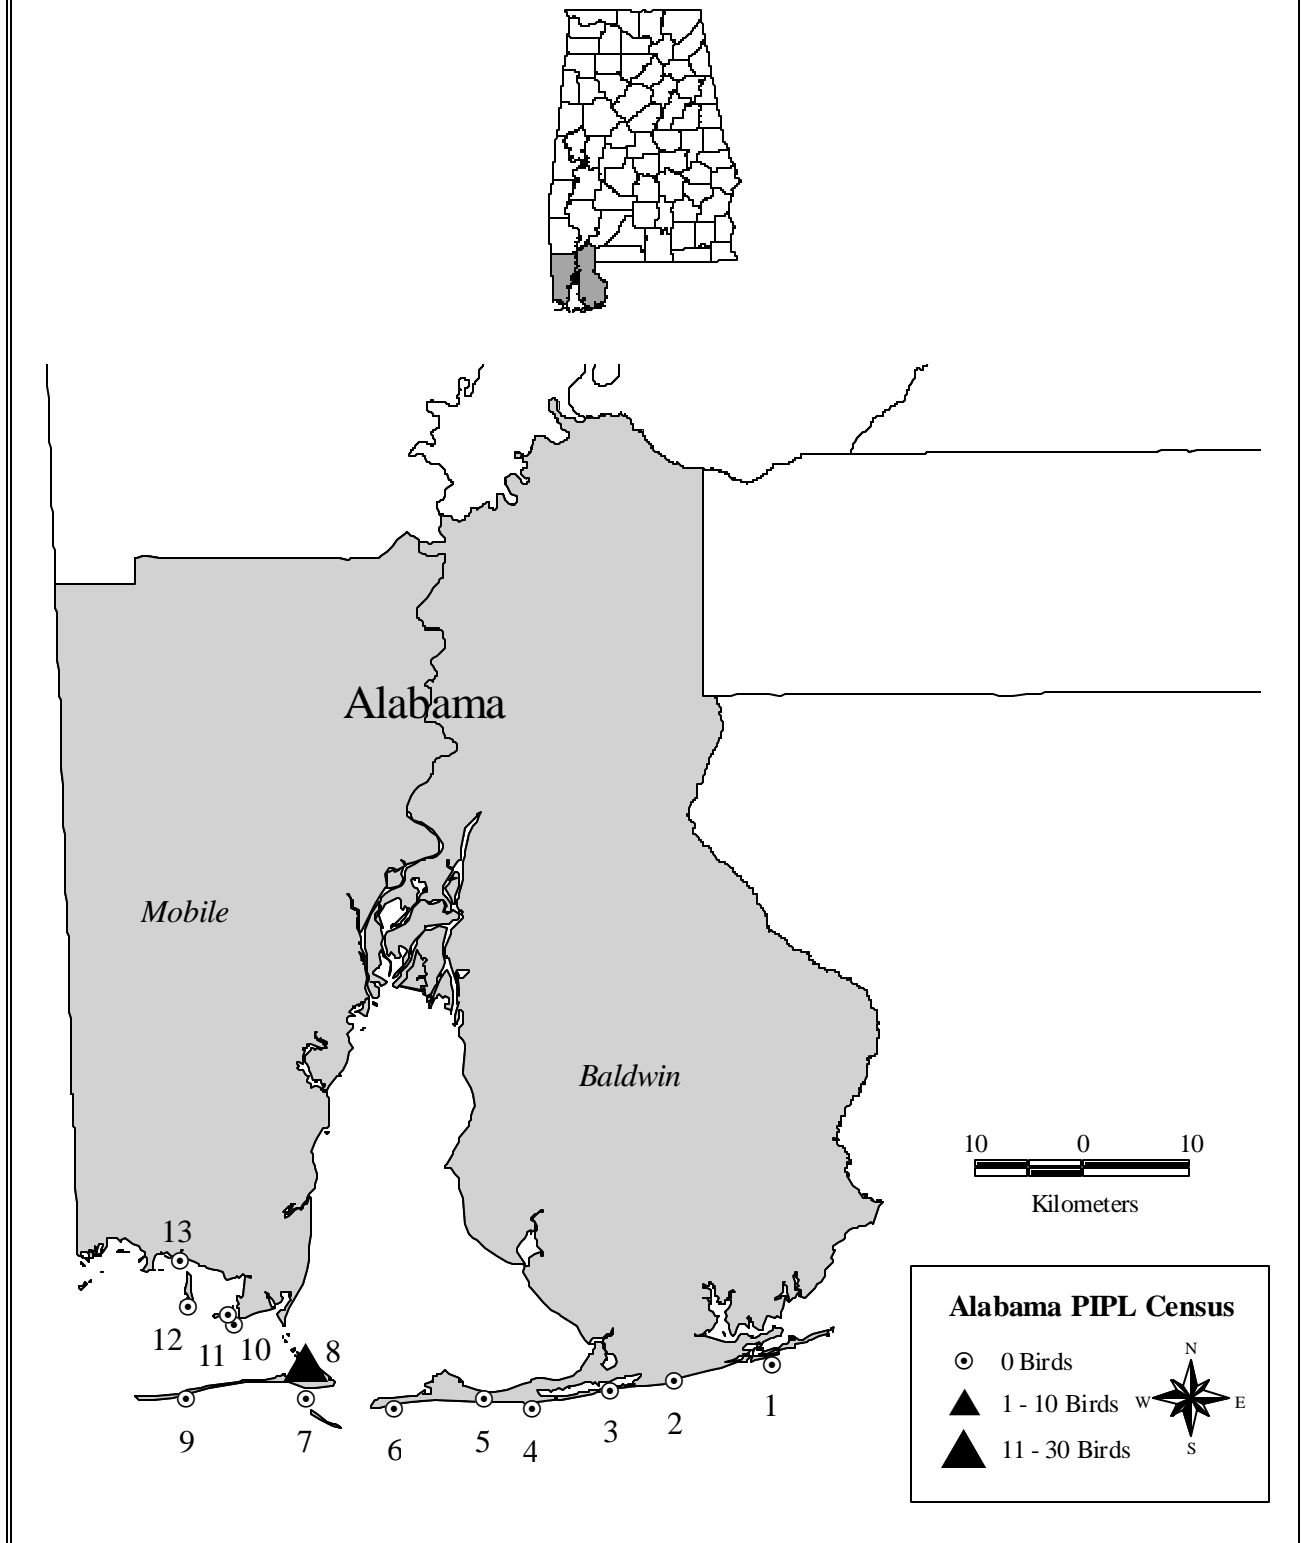 Alabama
Mobile
Baldwin
10 0 10
Kilometers
13
12
11
10
8
9
7
6
5
4
3
2
1
Alabama PIPL Census
0 Birds
1 - 10 Birds
11 - 30 Birds
N
W E
S